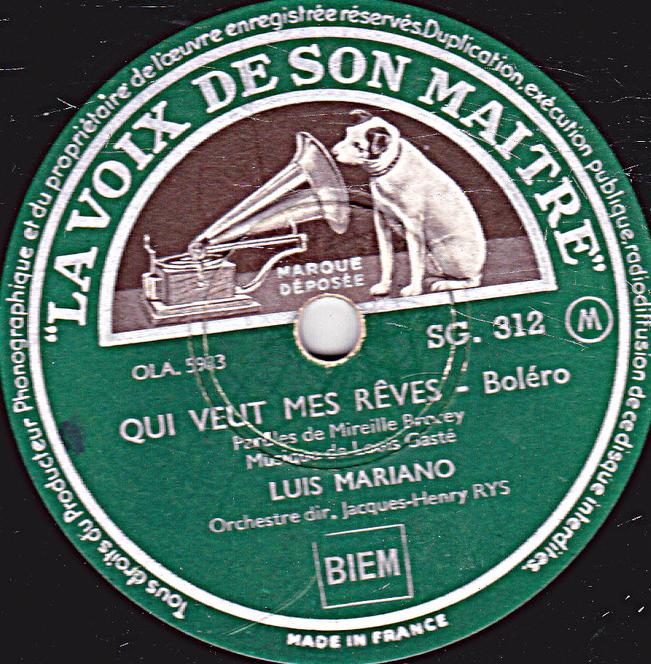 Tous droits du Producteur Phonographique et du propriétaire de l'œuvre enregistrée réservés. Duplication, exécution publique, radiodiffusion de ce disque interdites.
"LA VOIX DE SON MAITRE"
MARQUE
DÉPOSÉE
SG. 312
M
OLA.
QUI VEUT MES RÊVES - Boléro
Paroles de Mireille
Musique de Louis Gasté
LUIS MARIANO
Orchestre dir. Jacques-Henry RYS
BIEM
MADE IN FRANCE